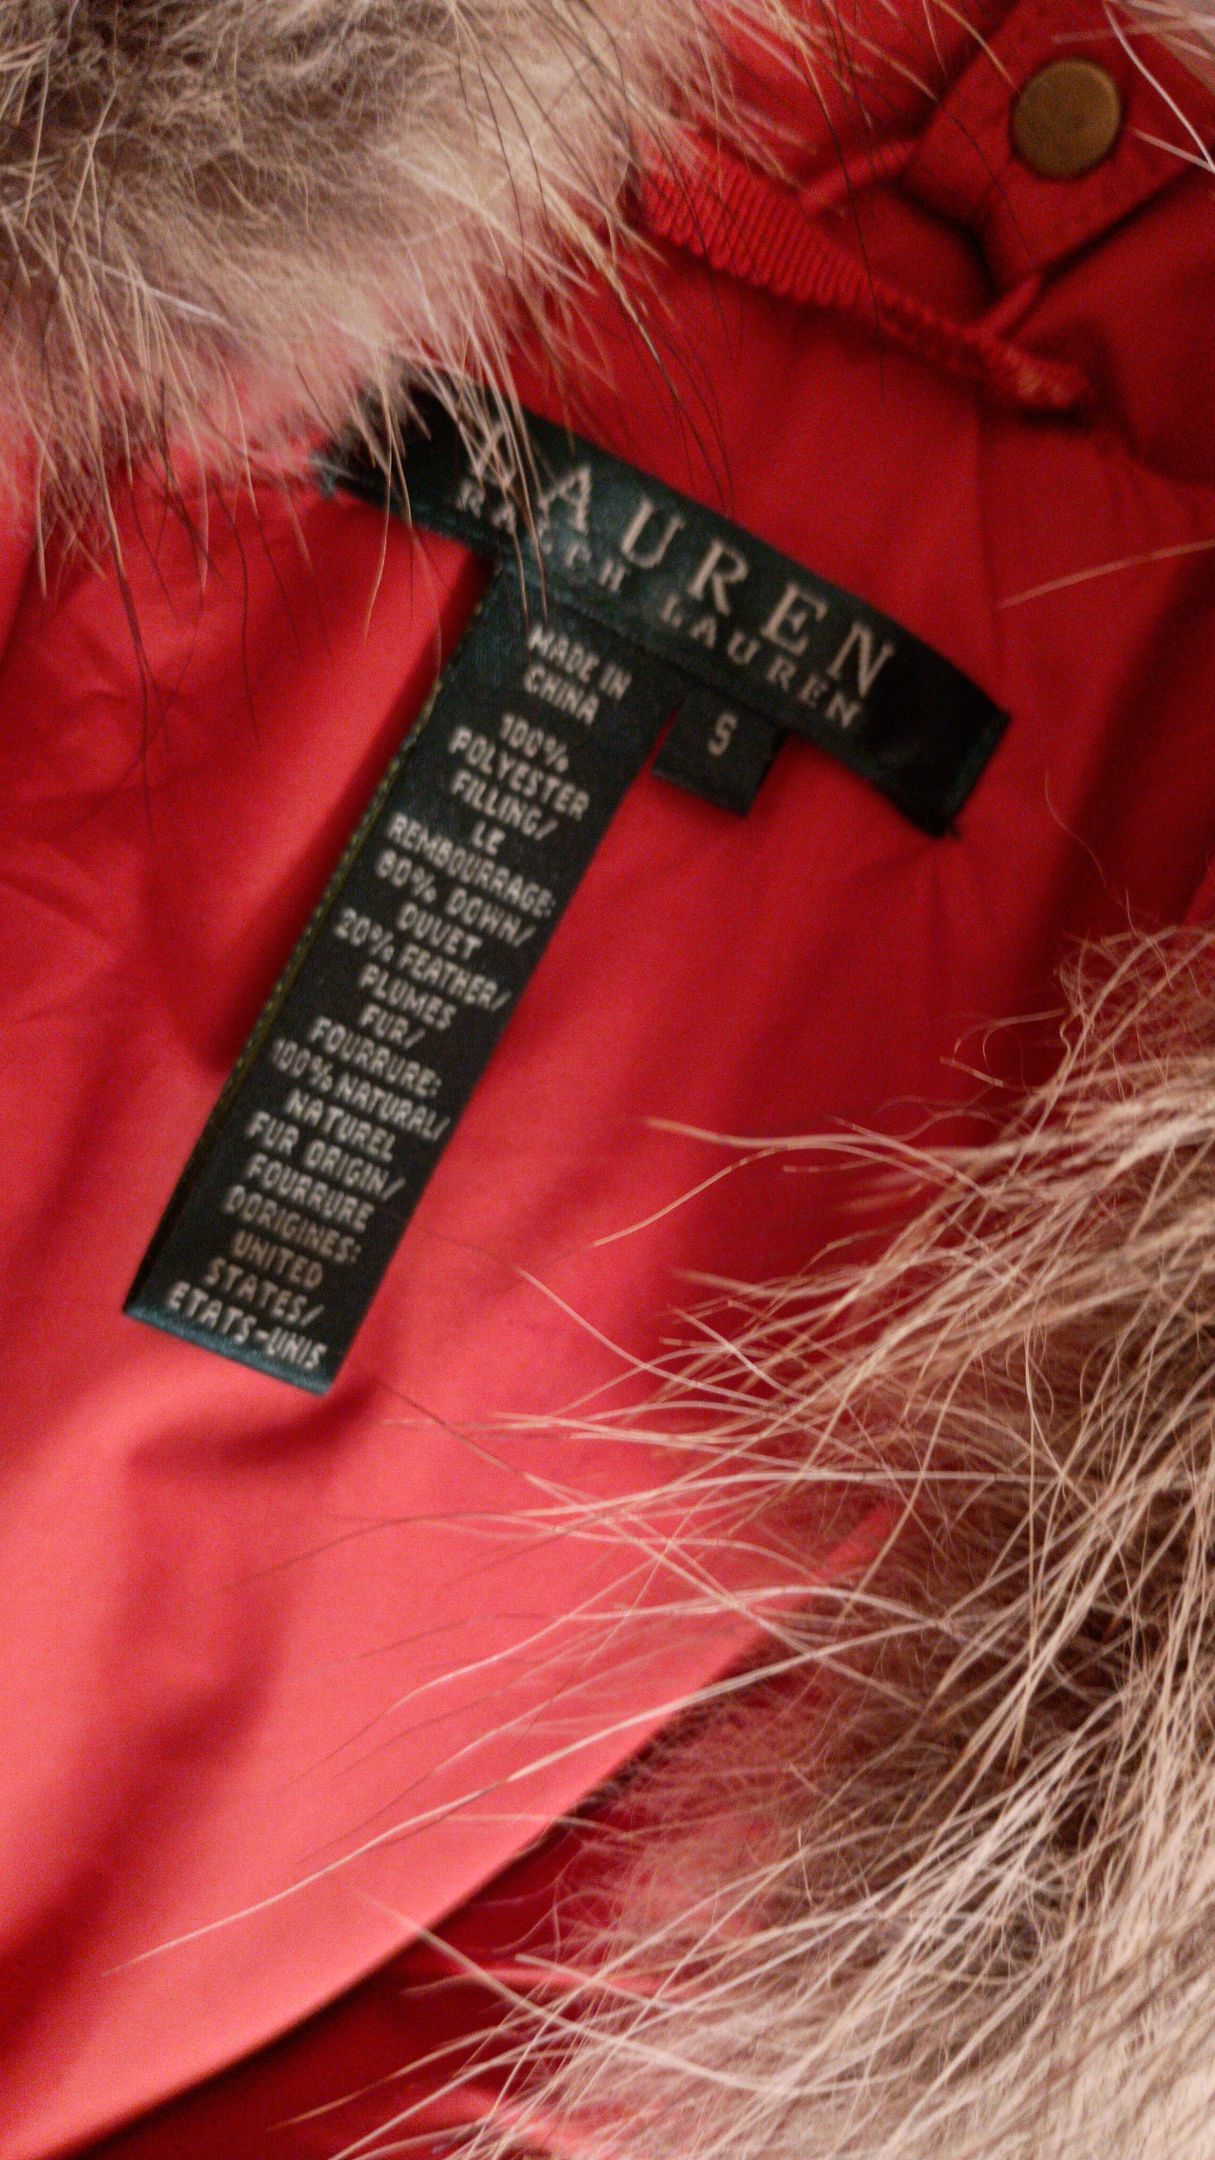 LAUREN
RALPH LAUREN
S
MADE IN
CHINA
100%
POLYESTER
FILLING/
LE
REMBOURRAGE:
80% DOWN/
DUVET
20% FEATHER/
PLUMES
FUR/
FOURRURE:
100% NATURAL/
NATUREL
FUR ORIGIN/
FOURRURE
DORIGINES:
UNITED
STATES/
ETATS-UNIS